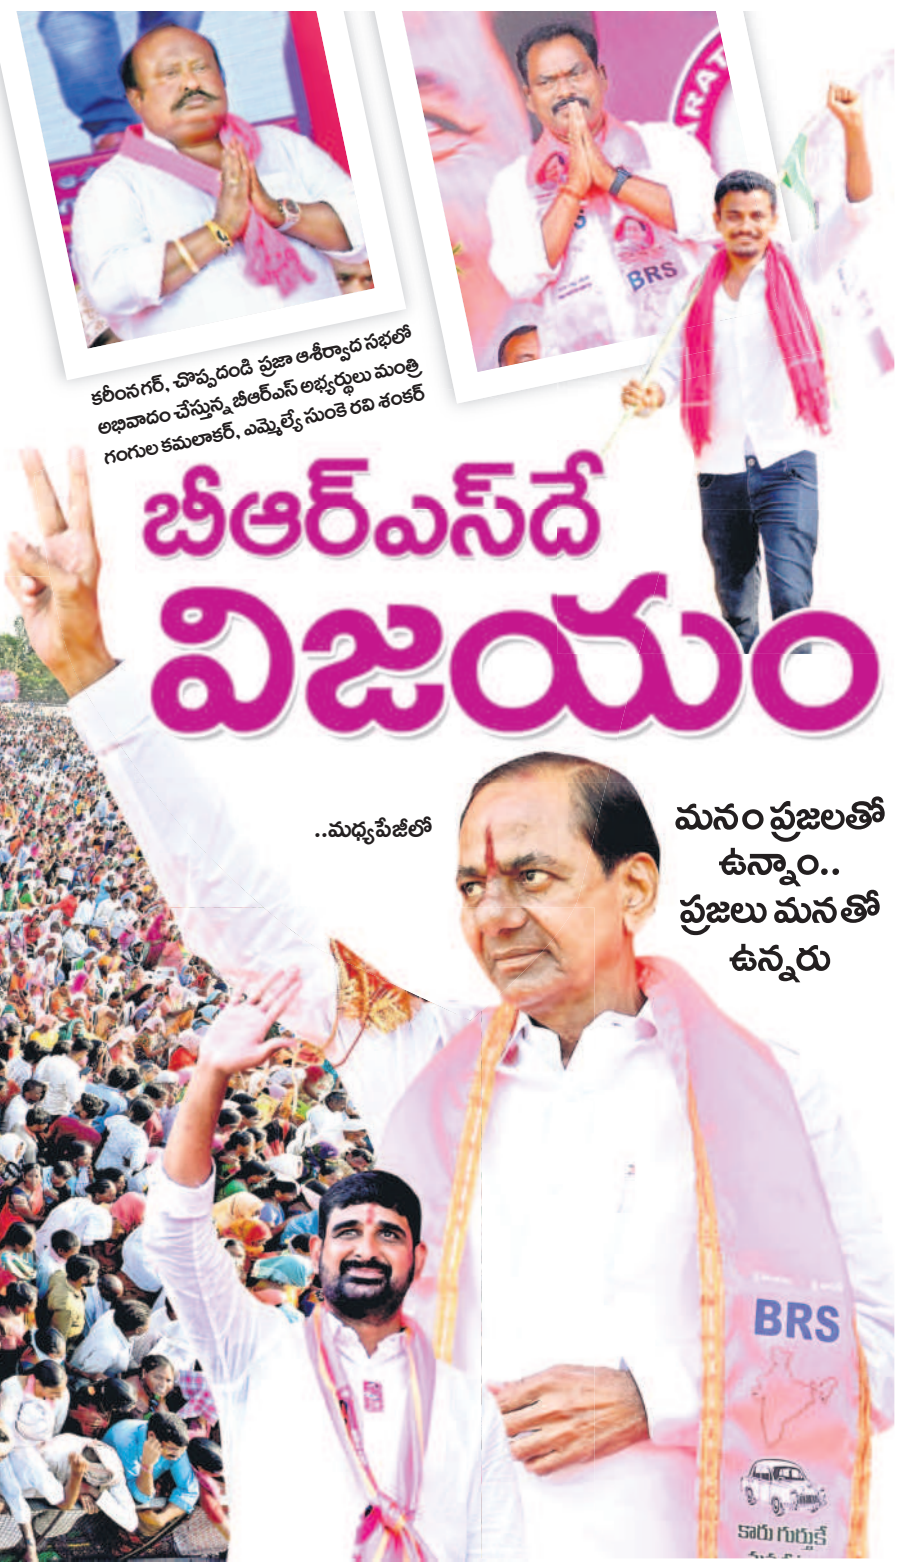 కరీంనగర్, చొప్పదండి ప్రజా ఆశీర్వాద సభలో
అభివాదం చేస్తున్న బీఆర్ఎస్ అభ్యర్థులు మంత్రి
గంగుల కమలాకర్, ఎమ్మెల్యే సుంకె రవి శంకర్
BRS
బీఆర్ఎస్‌దే
విజయం
..మధ్యపేజీలో
మనం ప్రజలతో
ఉన్నాం..
ప్రజలు మనతో
ఉన్నరు
BRS
కారు గుర్తుకే